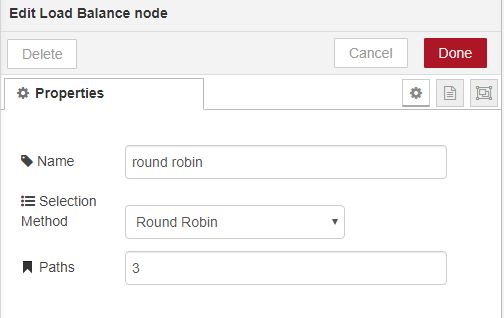 Edit Load Balance node
Delete
Cancel
Done
Properties
Name
round robin
Selection
Method
Round Robin
Paths
3